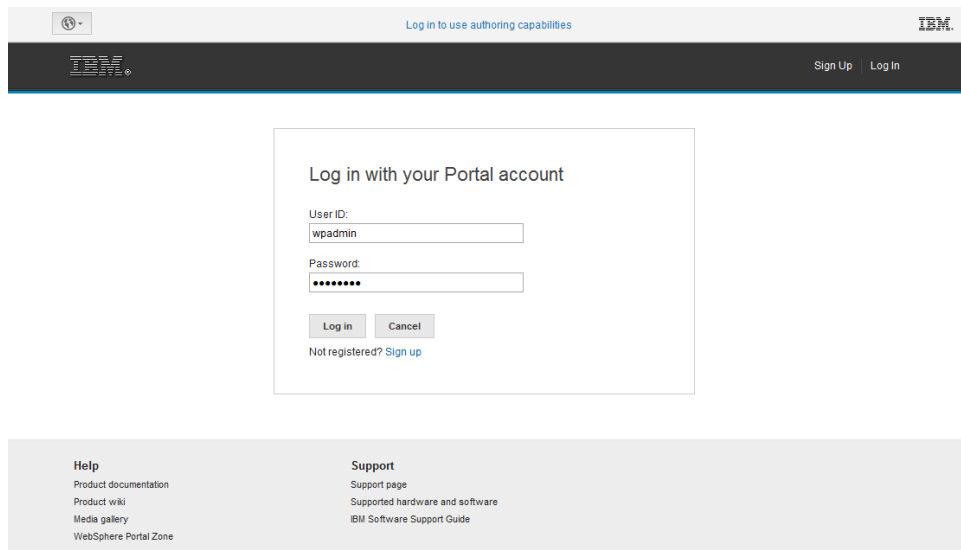 Log in to use authoring capabilities
IBM.
IBM®
Sign Up Log In
Log in with your Portal account
User ID:
wpadmin
Password:
••••••••
Log in Cancel
Not registered? Sign up
Help Support
Product documentation Support page
Product wiki Supported hardware and software
Media gallery IBM Software Support Guide
WebSphere Portal Zone